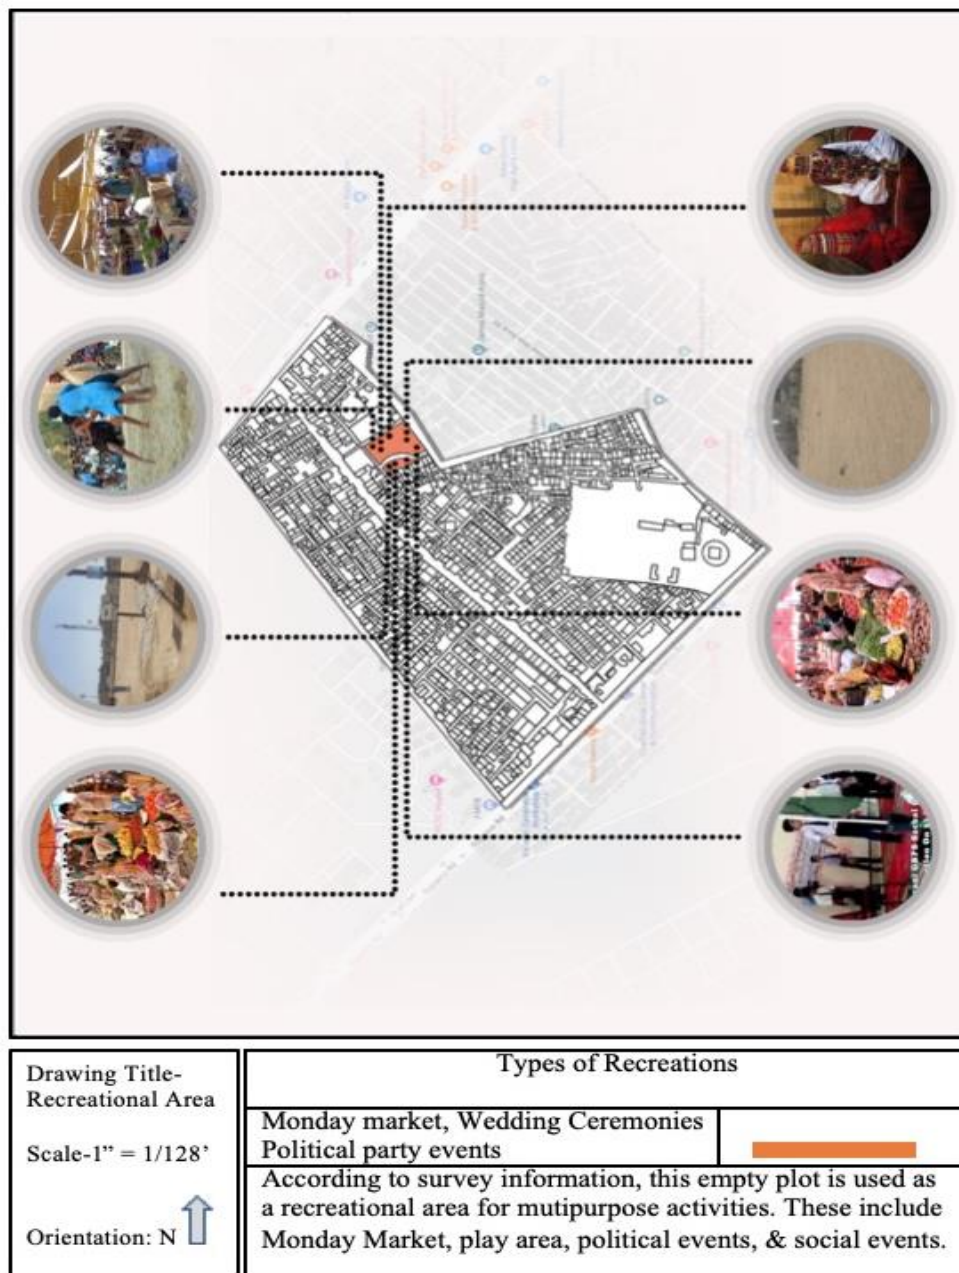 Drawing Title-
Recreational Area
Scale-1” = 1/128’
Orientation: N
Types of Recreations
Monday market, Wedding Ceremonies
Political party events
According to survey information, this empty plot is used as
a recreational area for mutipurpose activities. These include
Monday Market, play area, political events, & social events.